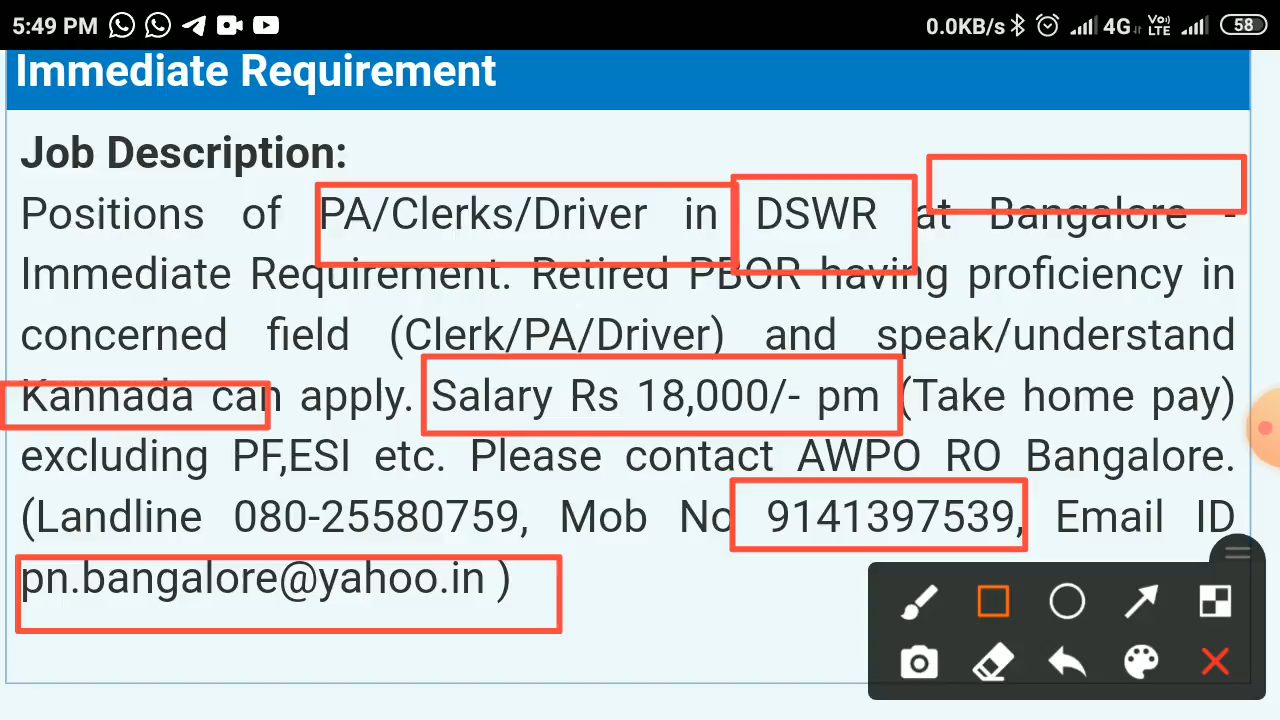 5:49 PM
0.0KB/s 4G VoLTE 58
Immediate Requirement
Job Description:
Positions of PA/Clerks/Driver in DSWR at Bangalore -
Immediate Requirement. Retired PBOR having proficiency in
concerned field (Clerk/PA/Driver) and speak/understand
Kannada can apply. Salary Rs 18,000/- pm (Take home pay)
excluding PF,ESI etc. Please contact AWPO RO Bangalore.
(Landline 080-25580759, Mob No 9141397539, Email ID
pn.bangalore@yahoo.in )